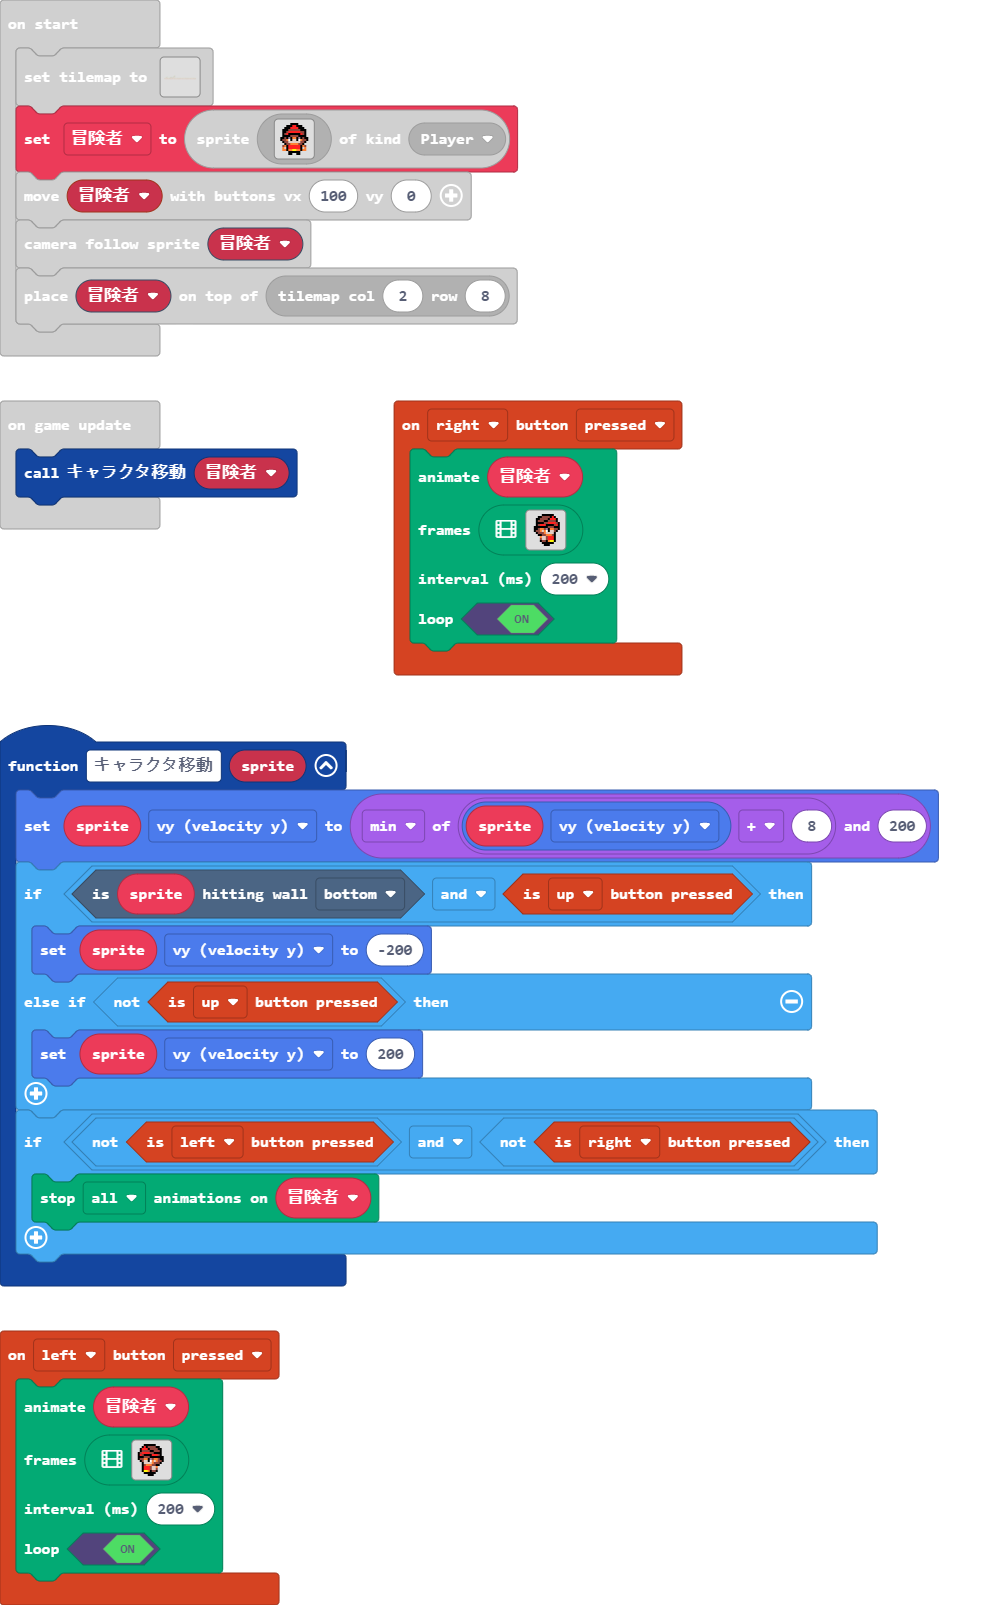 on start
set tilemap to
set 冒険者 to sprite of kind Player
move 冒険者 with buttons vx 100 vy 0
camera follow sprite 冒険者
place 冒険者 on top of tilemap col 2 row 8
on game update
call キャラクタ移動 冒険者
on right button pressed
animate 冒険者
frames
interval (ms) 200
loop ON
function キャラクタ移動 sprite
set sprite vy (velocity y) to min of sprite vy (velocity y) + 8 and 200
if is sprite hitting wall bottom and is up button pressed then
set sprite vy (velocity y) to -200
else if not is up button pressed then
set sprite vy (velocity y) to 200
if not is left button pressed and not is right button pressed then
stop all animations on 冒険者
on left button pressed
animate 冒険者
frames
interval (ms) 200
loop ON